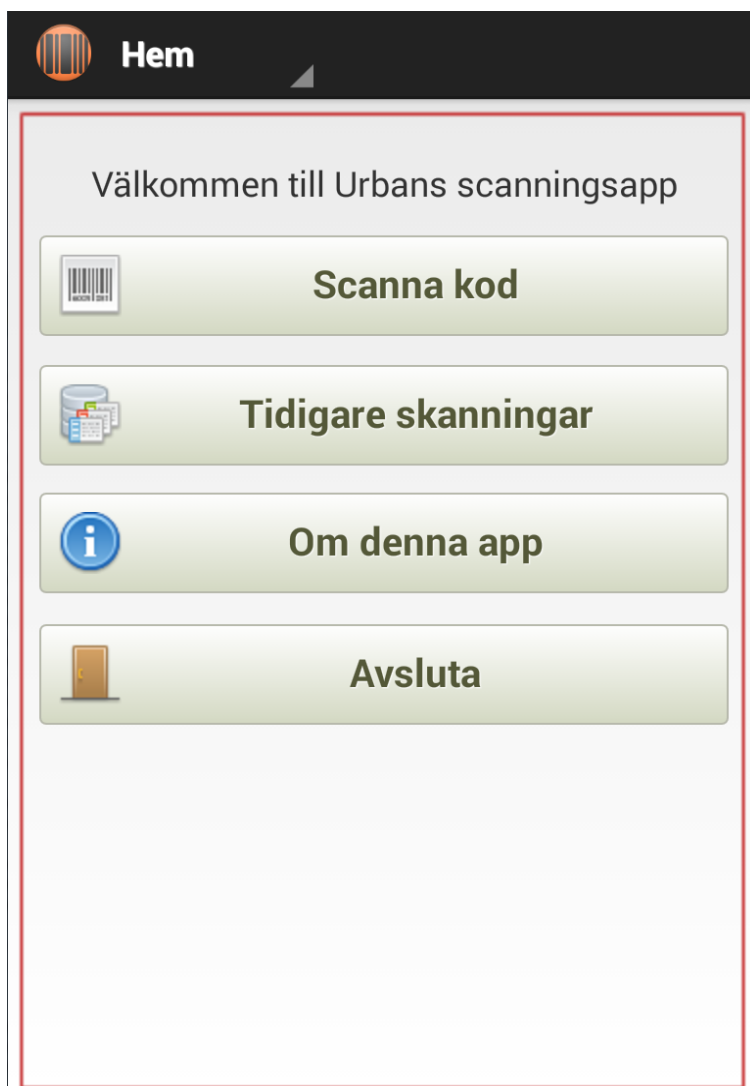 Hem
Välkommen till Urbans scanningsapp
Scanna kod
Tidigare skanningar
Om denna app
Avsluta